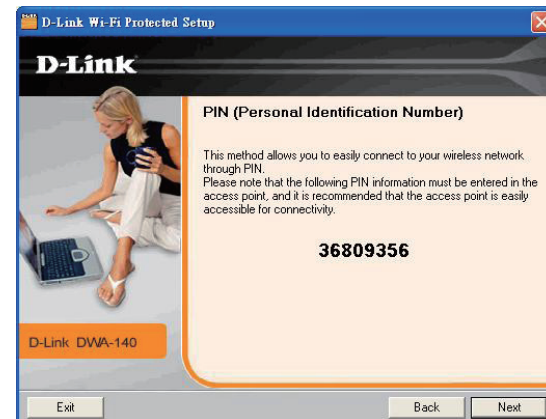 D-Link Wi-Fi Protected Setup
D-Link
PIN (Personal Identification Number)
This method allows you to easily connect to your wireless network
through PIN.
Please note that the following PIN information must be entered in the
access point, and it is recommended that the access point is easily
accessible for connectivity.
36809356
D-Link DWA-140
Exit
Back
Next